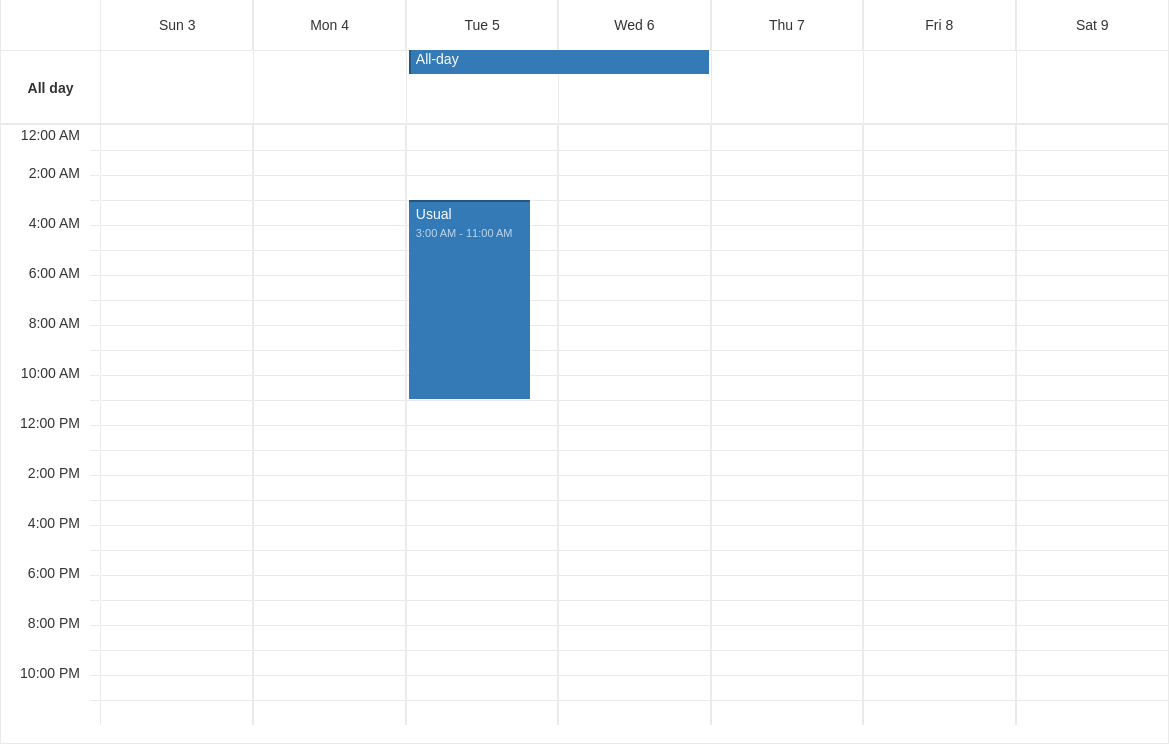 Sun 3
Mon 4
Tue 5
Wed 6
Thu 7
Fri 8
Sat 9
All day
All-day
12:00 AM
2:00 AM
4:00 AM
6:00 AM
8:00 AM
10:00 AM
12:00 PM
2:00 PM
4:00 PM
6:00 PM
8:00 PM
10:00 PM
Usual
3:00 AM - 11:00 AM